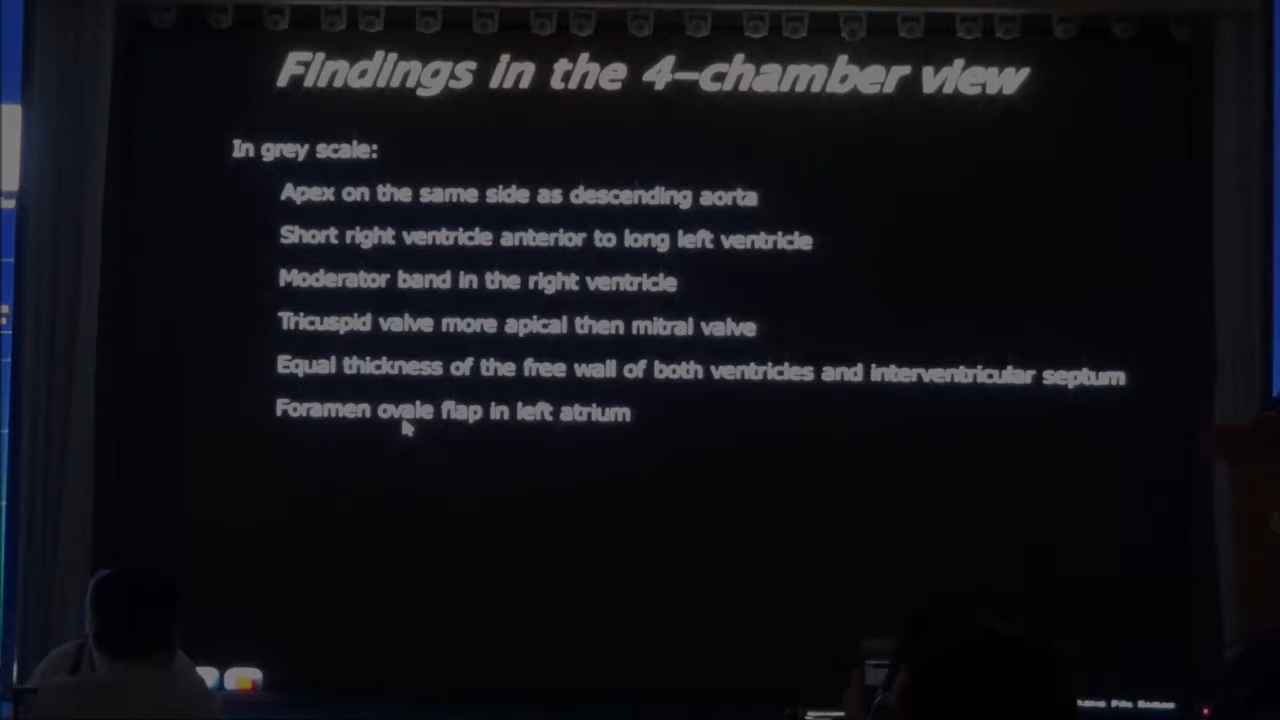 Findings in the 4-chamber view
In grey scale:
Apex on the same side as descending aorta
Short right ventricle anterior to long left ventricle
Moderator band in the right ventricle
Tricuspid valve more apical then mitral valve
Equal thickness of the free wall of both ventricles and interventricular septum
Foramen ovale flap in left atrium